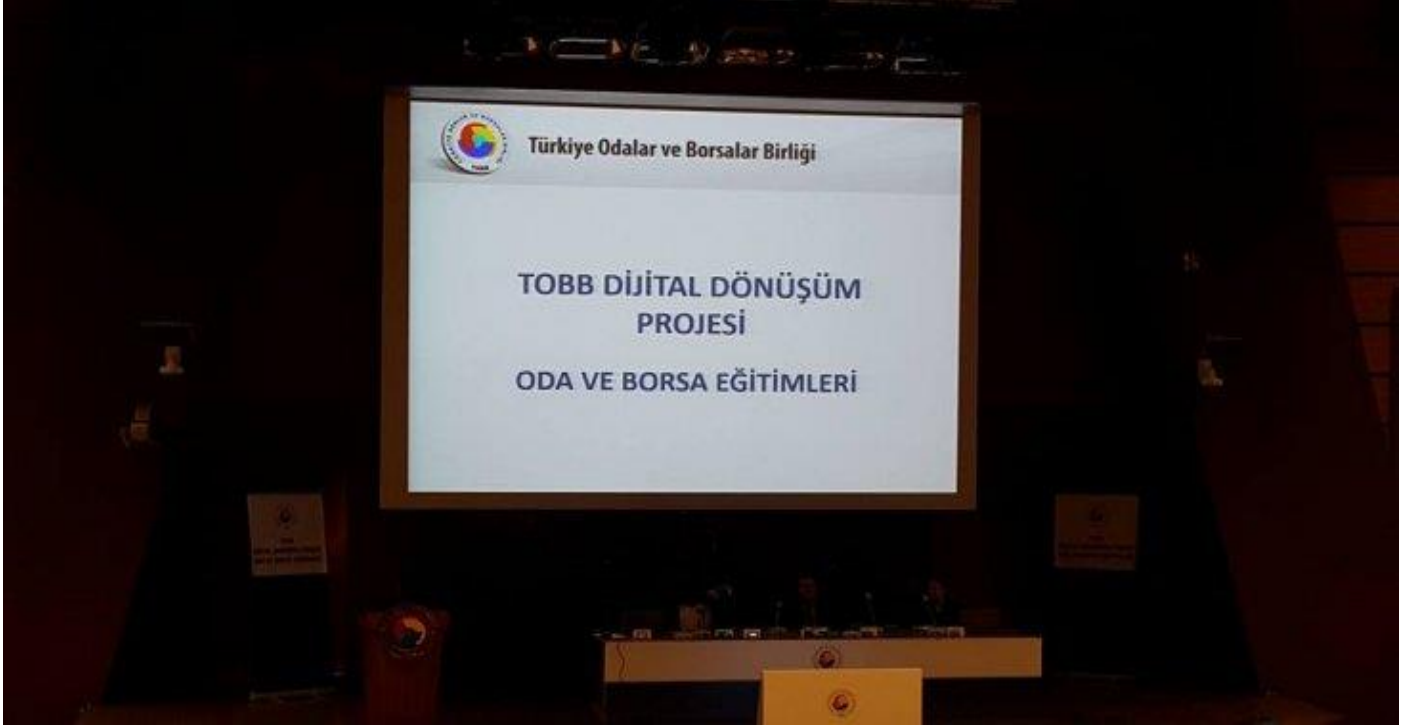 Türkiye Odalar ve Borsalar Birliği
TOBB DİJİTAL DÖNÜŞÜM
PROJESİ
ODA VE BORSA EĞİTİMLERİ